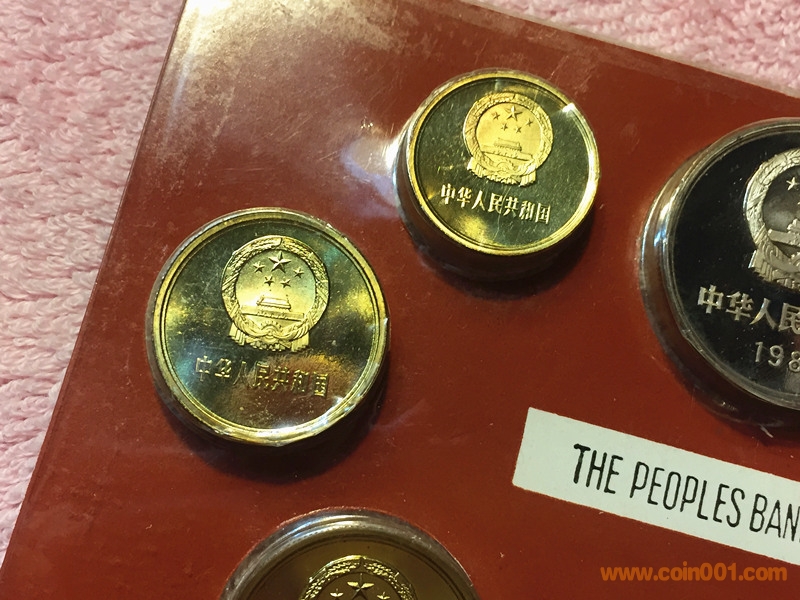 中华人民共和国
中华人民共和国
中华人民
198
THE PEOPLES BAN
www.coin001.com